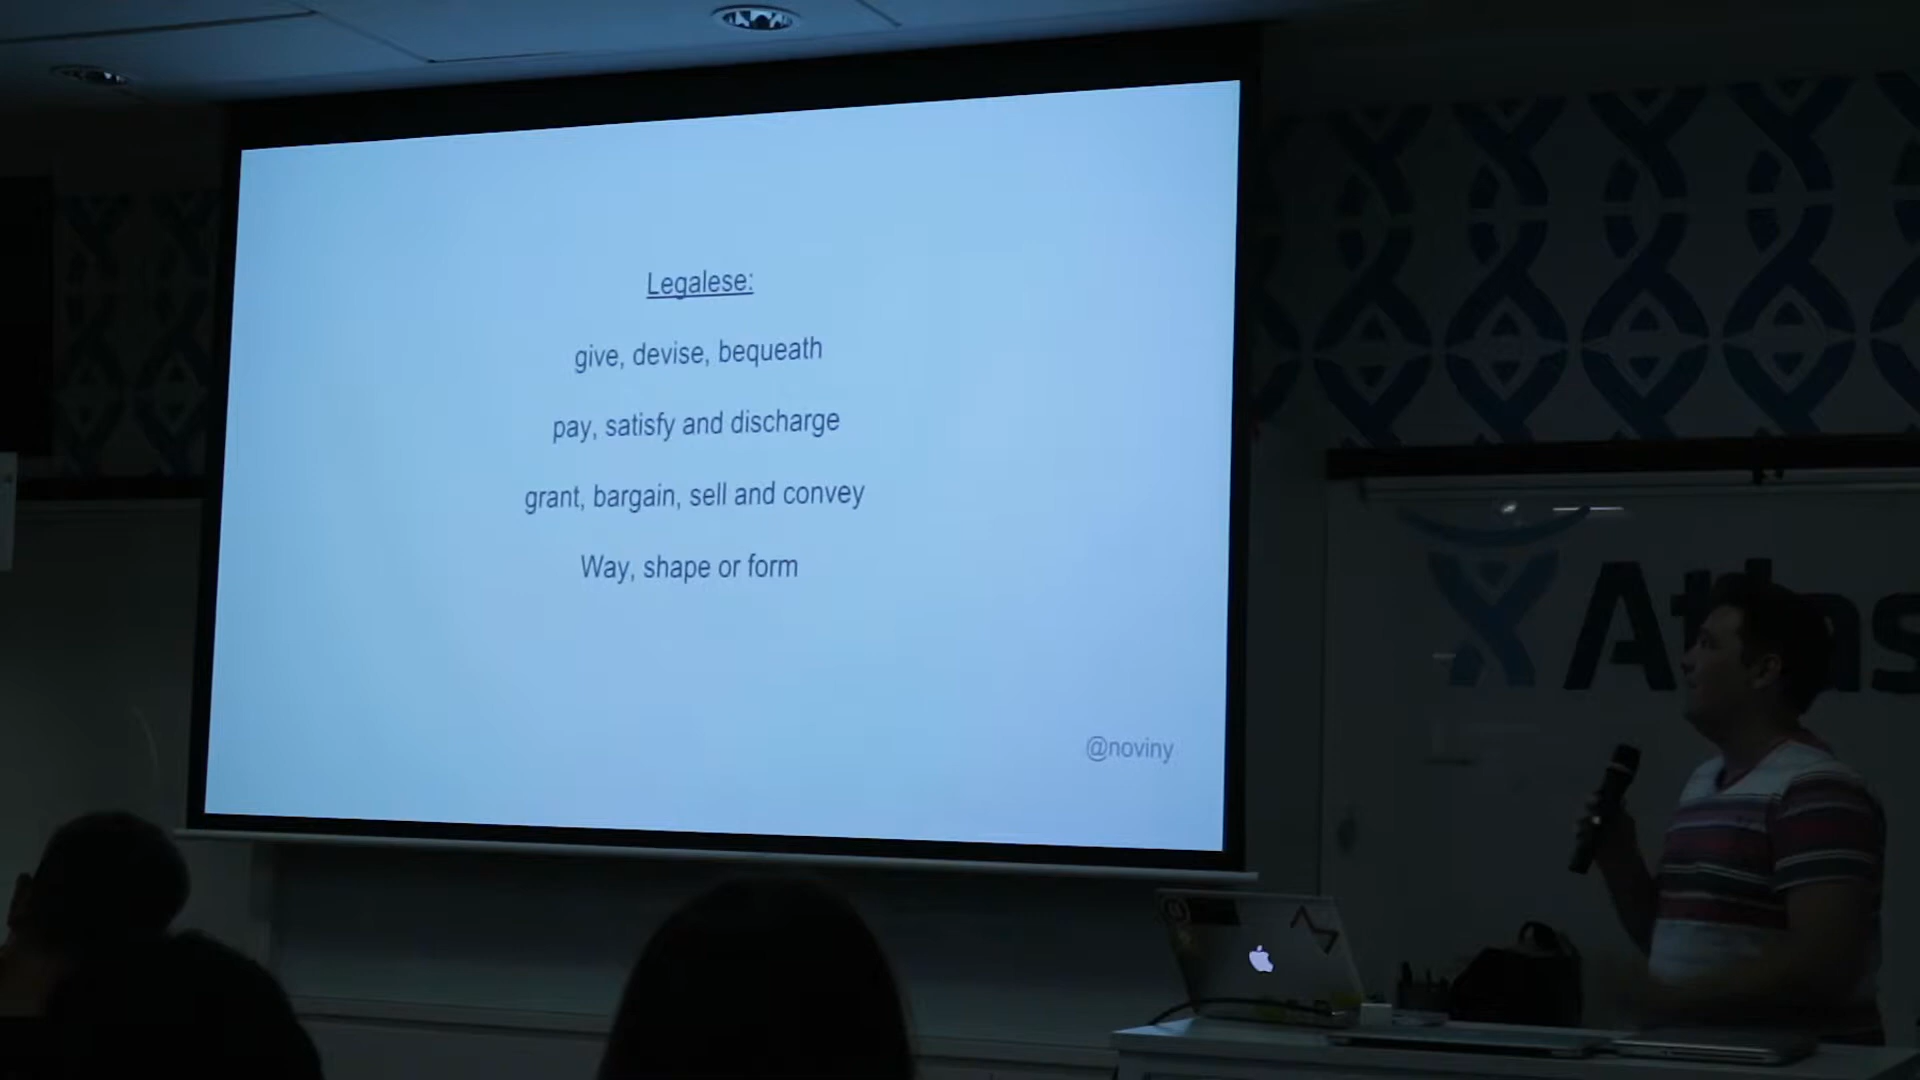 Legalese:
give, devise, bequeath
pay, satisfy and discharge
grant, bargain, sell and convey
Way, shape or form
@noviny